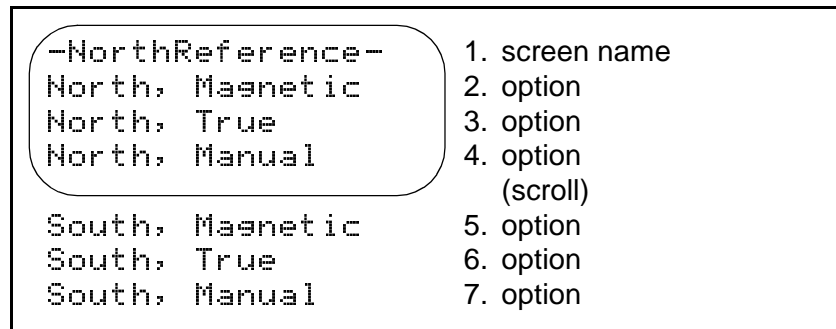 -NorthReference- 1. screen name
North, Magnetic 2. option
North, True 3. option
North, Manual 4. option
(scroll)
South, Magnetic 5. option
South, True 6. option
South, Manual 7. option